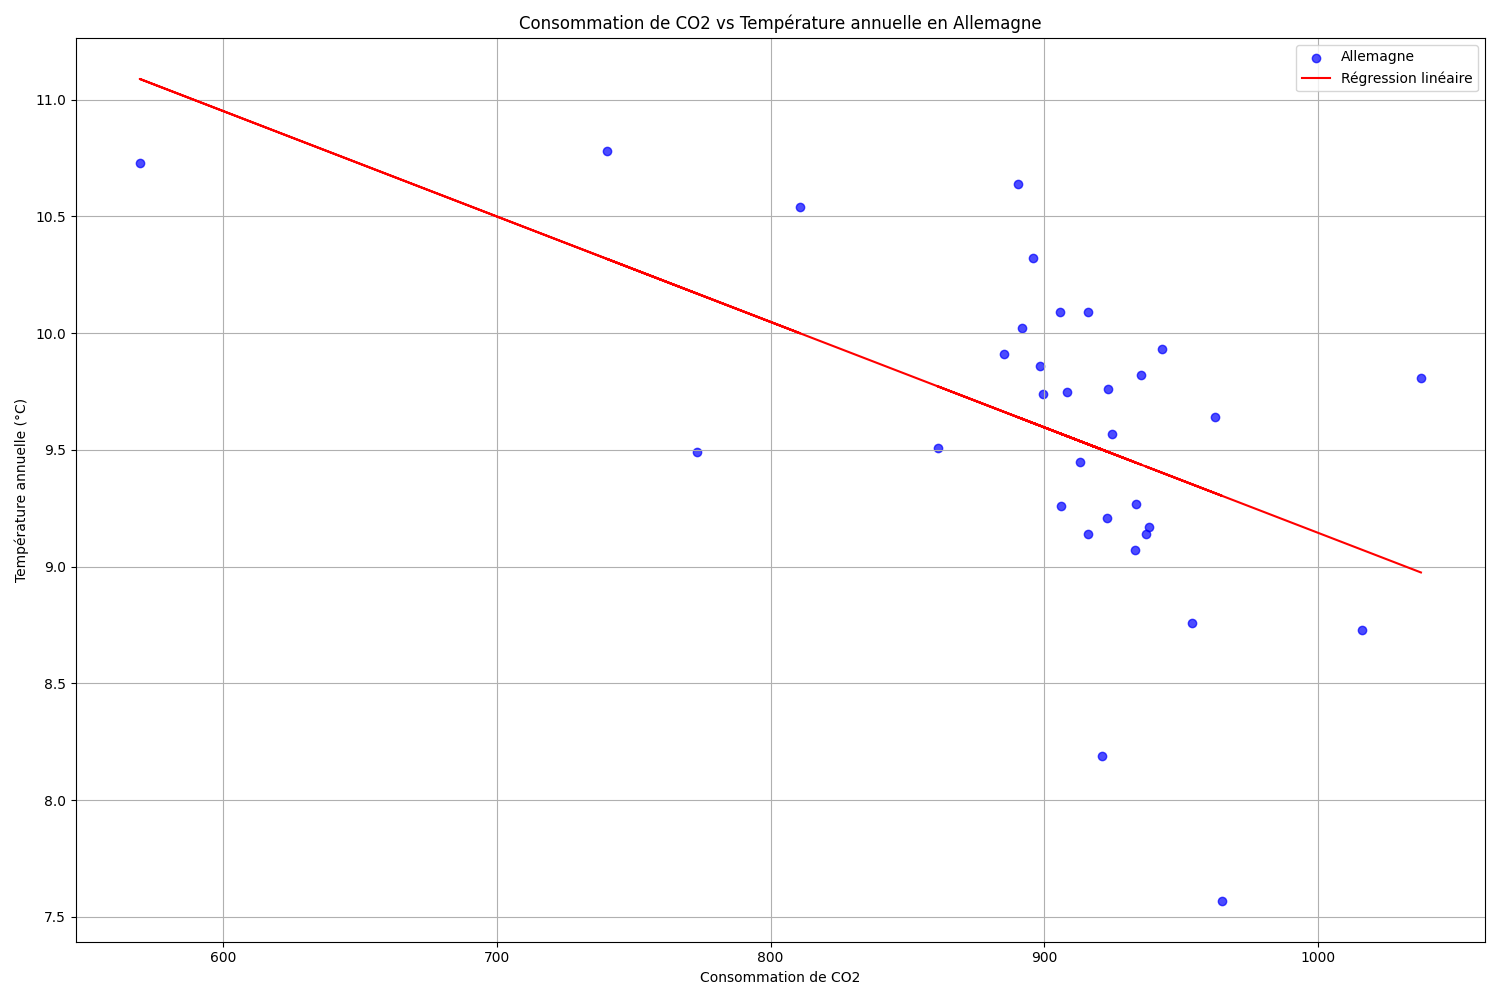 Consommation de CO2 vs Température annuelle en Allemagne
Allemagne
Régression linéaire
Température annuelle (°C)
11.0
10.5
10.0
9.5
9.0
8.5
8.0
7.5
600 700 800 900 1000
Consommation de CO2